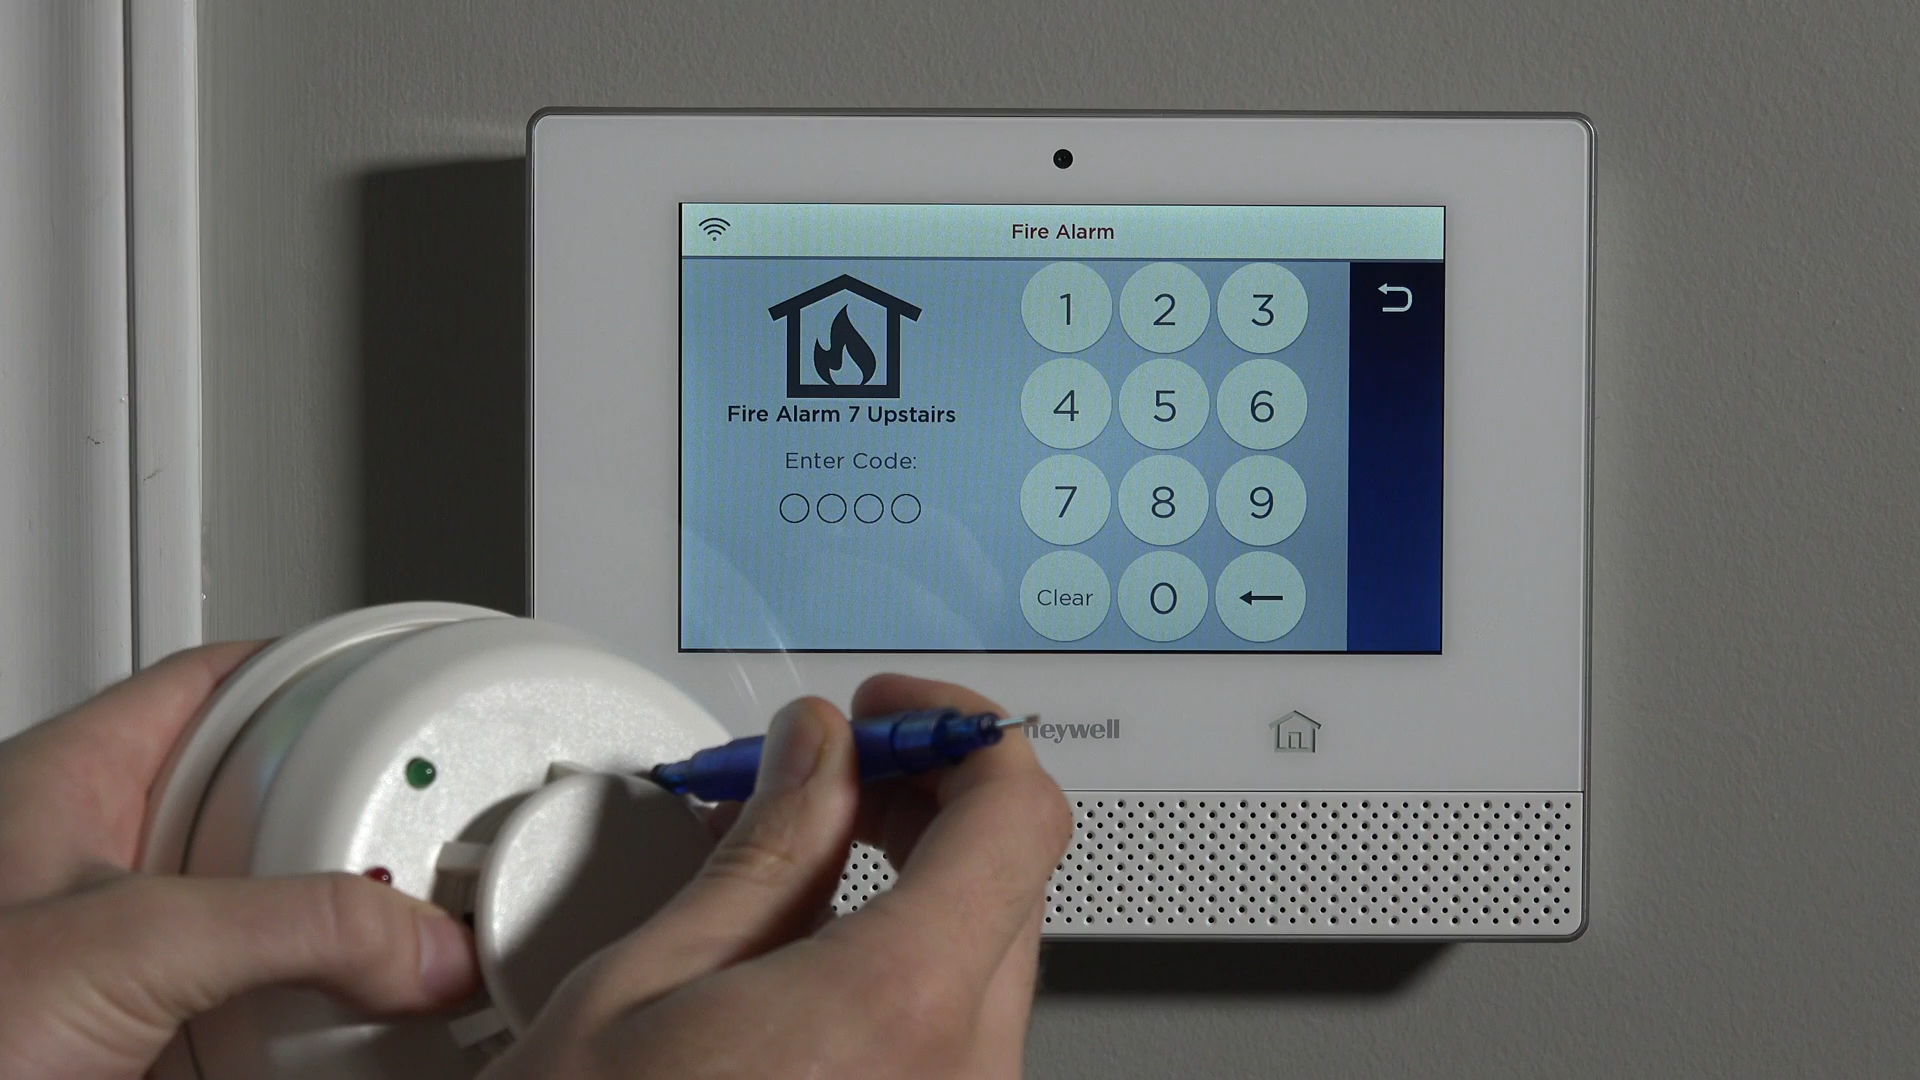 Fire Alarm
Fire Alarm 7 Upstairs
Enter Code:
1 2 3
4 5 6
7 8 9
Clear 0
neywell